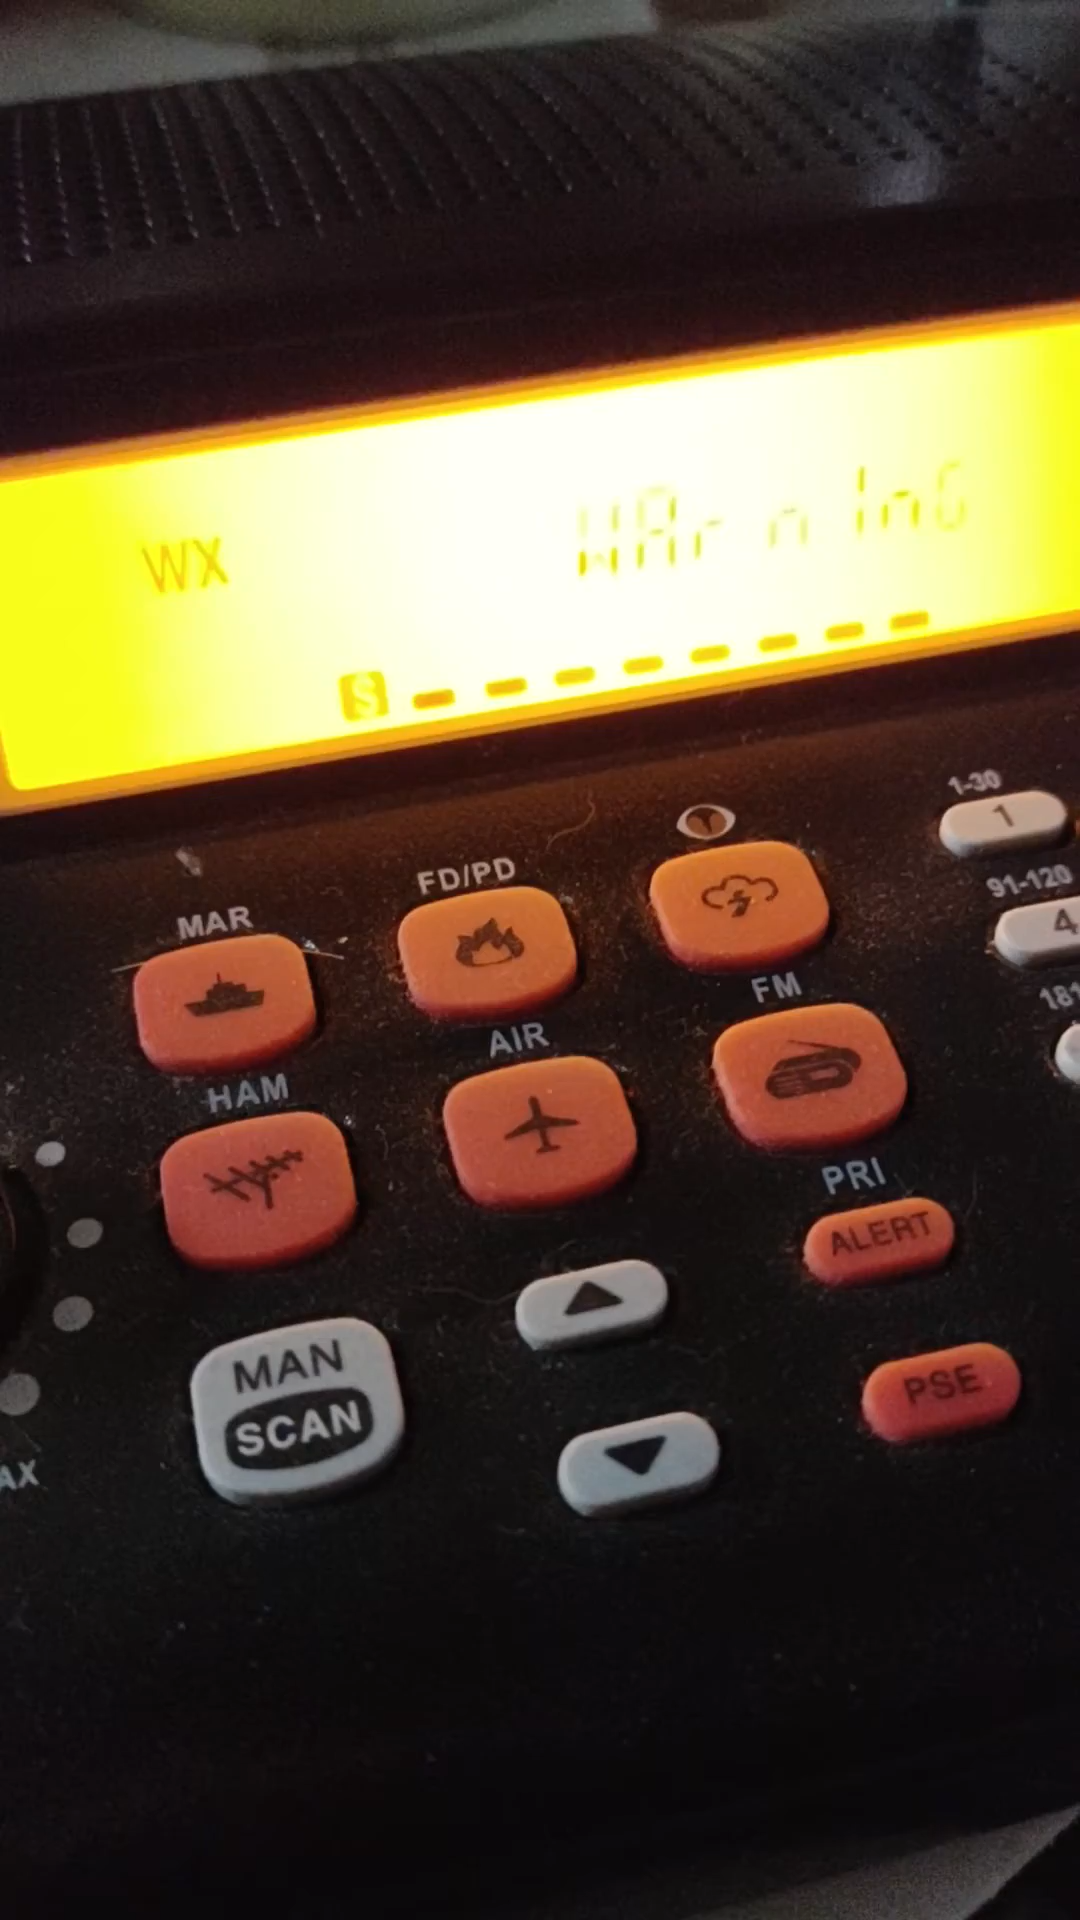 WX WArninG
S
1-30
1
FD/PD
91-120
4
MAR
FM
181
AIR
HAM
PRI
ALERT
MAN
SCAN
PSE
AX